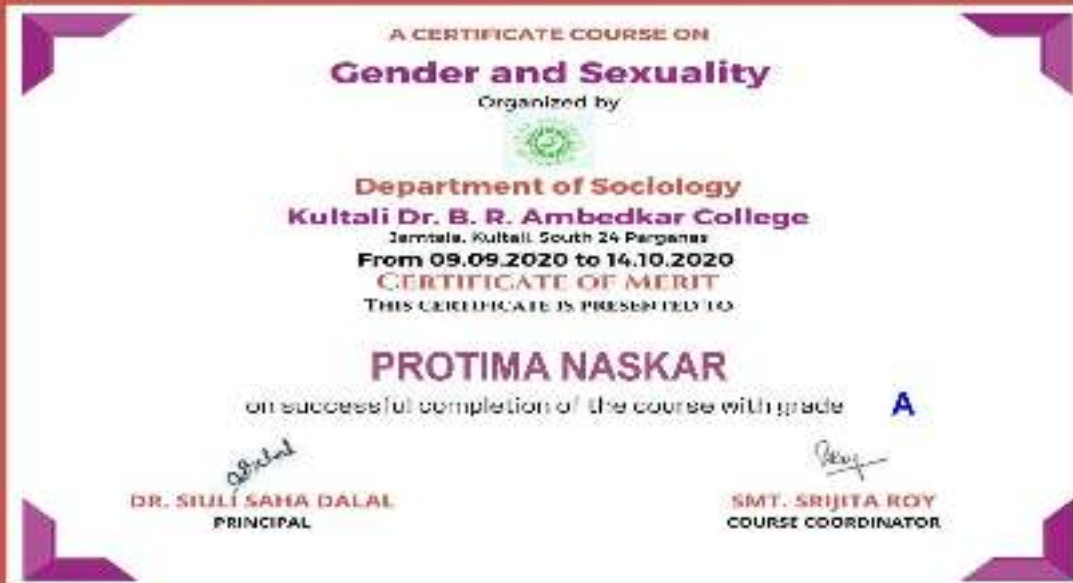 A CERTIFICATE COURSE ON
Gender and Sexuality
Organized by
Department of Sociology
Kultali Dr. B. R. Ambedkar College
Jamtala, Kultali, South 24 Parganas
From 09.09.2020 to 14.10.2020
CERTIFICATE OF MERIT
THIS CERTIFICATE IS PRESENTED TO
PROTIMA NASKAR
on successful completion of the course with grade A
DR. SIULI SAHA DALAL
SMT. SRIJITA ROY
PRINCIPAL
COURSE COORDINATOR